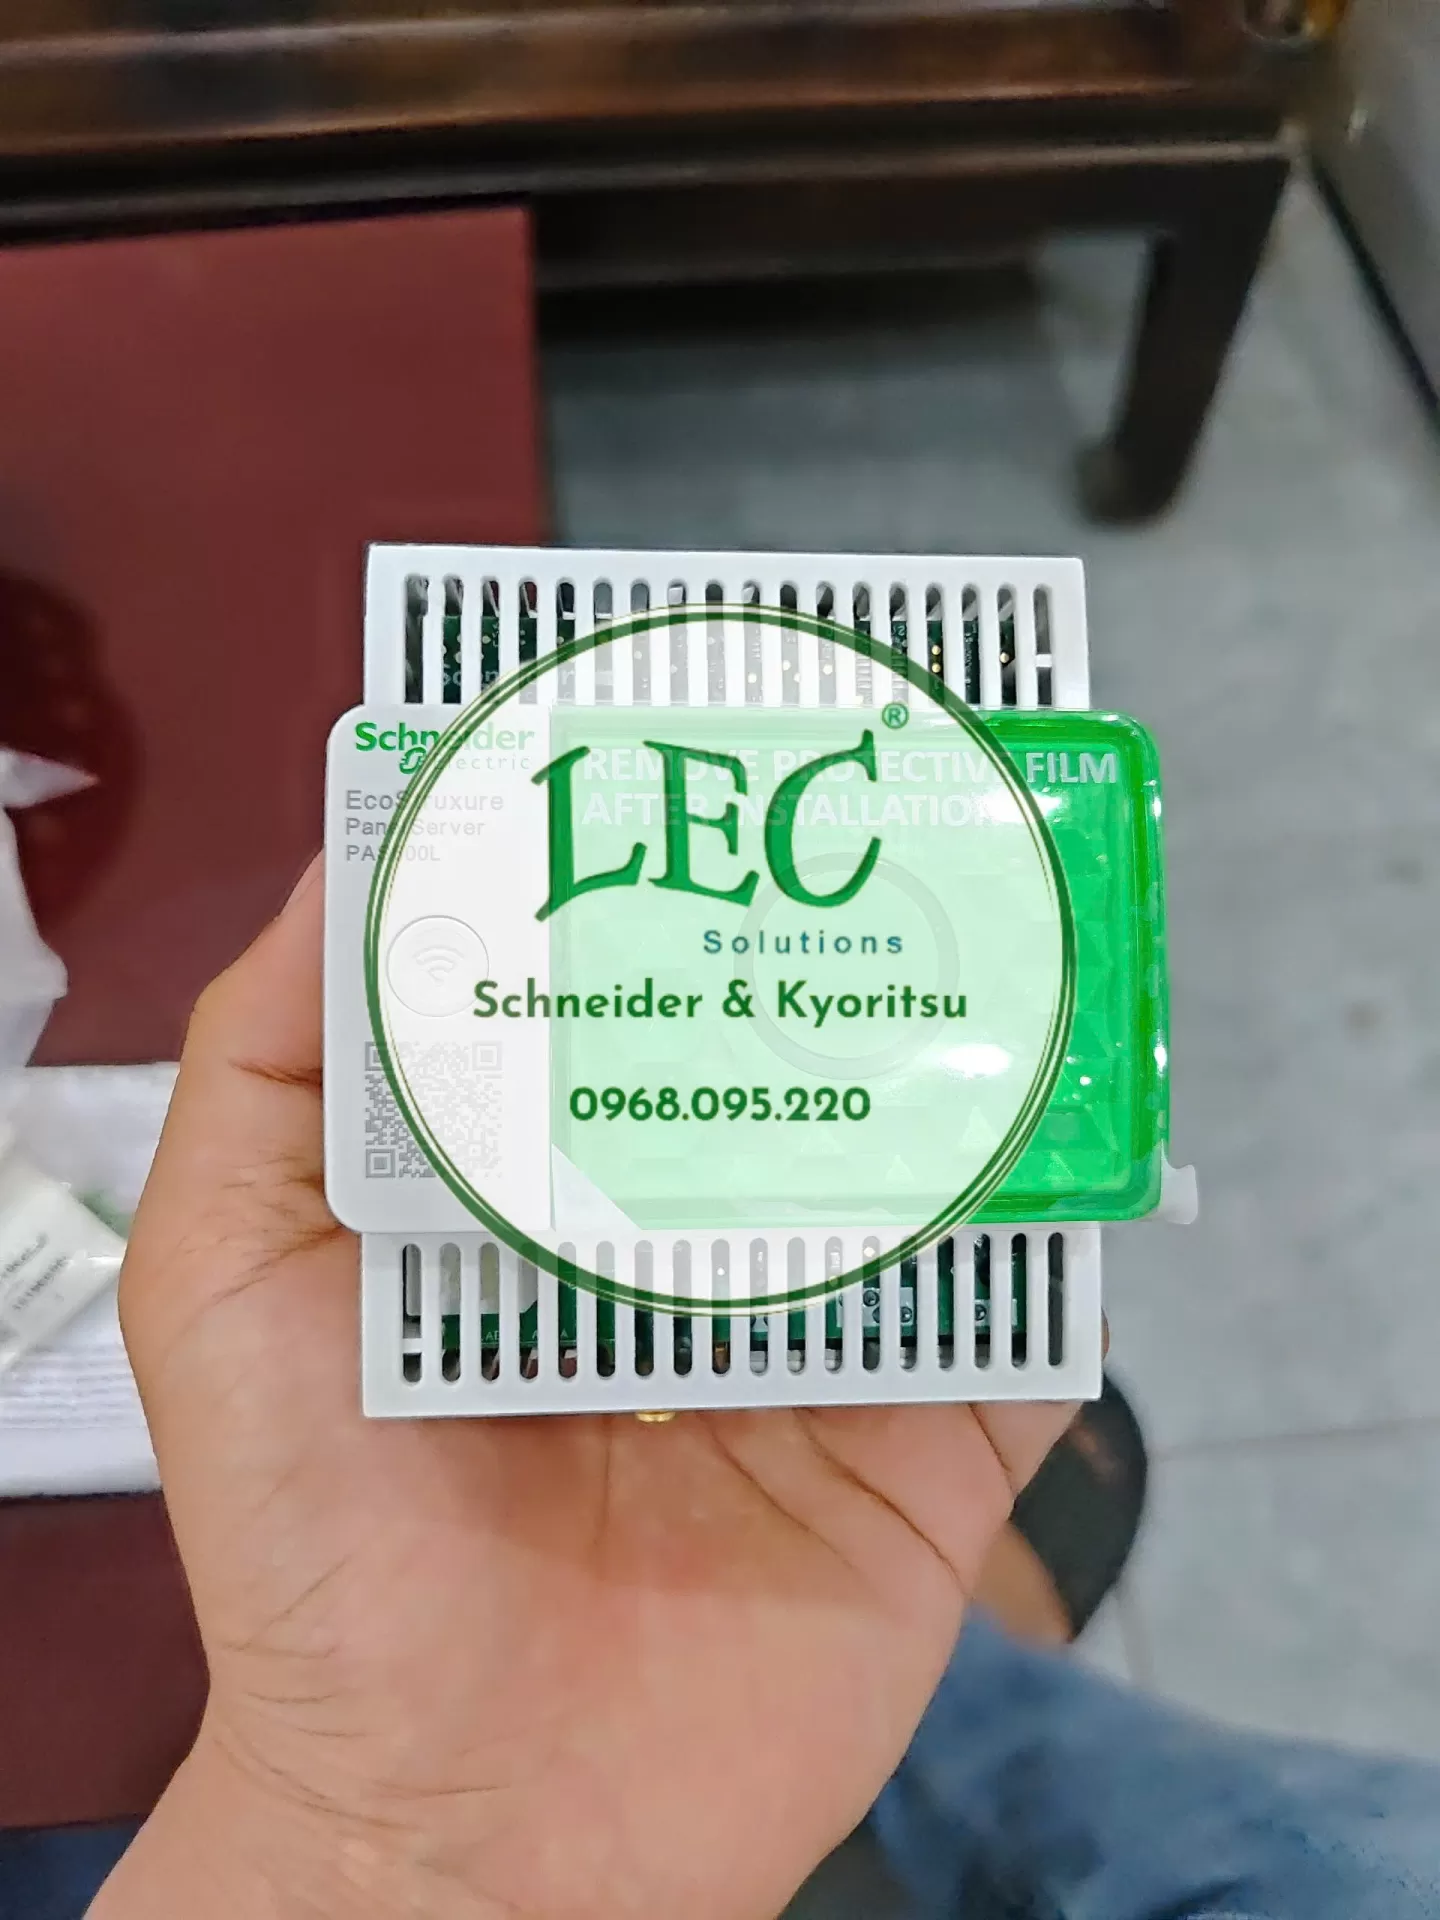 Schneider
Electric
EcoStruxure
Panel Server
REMOVE PROTECTIVE FILM
AFTER INSTALLATION
LEC®
Solutions
Schneider & Kyoritsu
0968.095.220